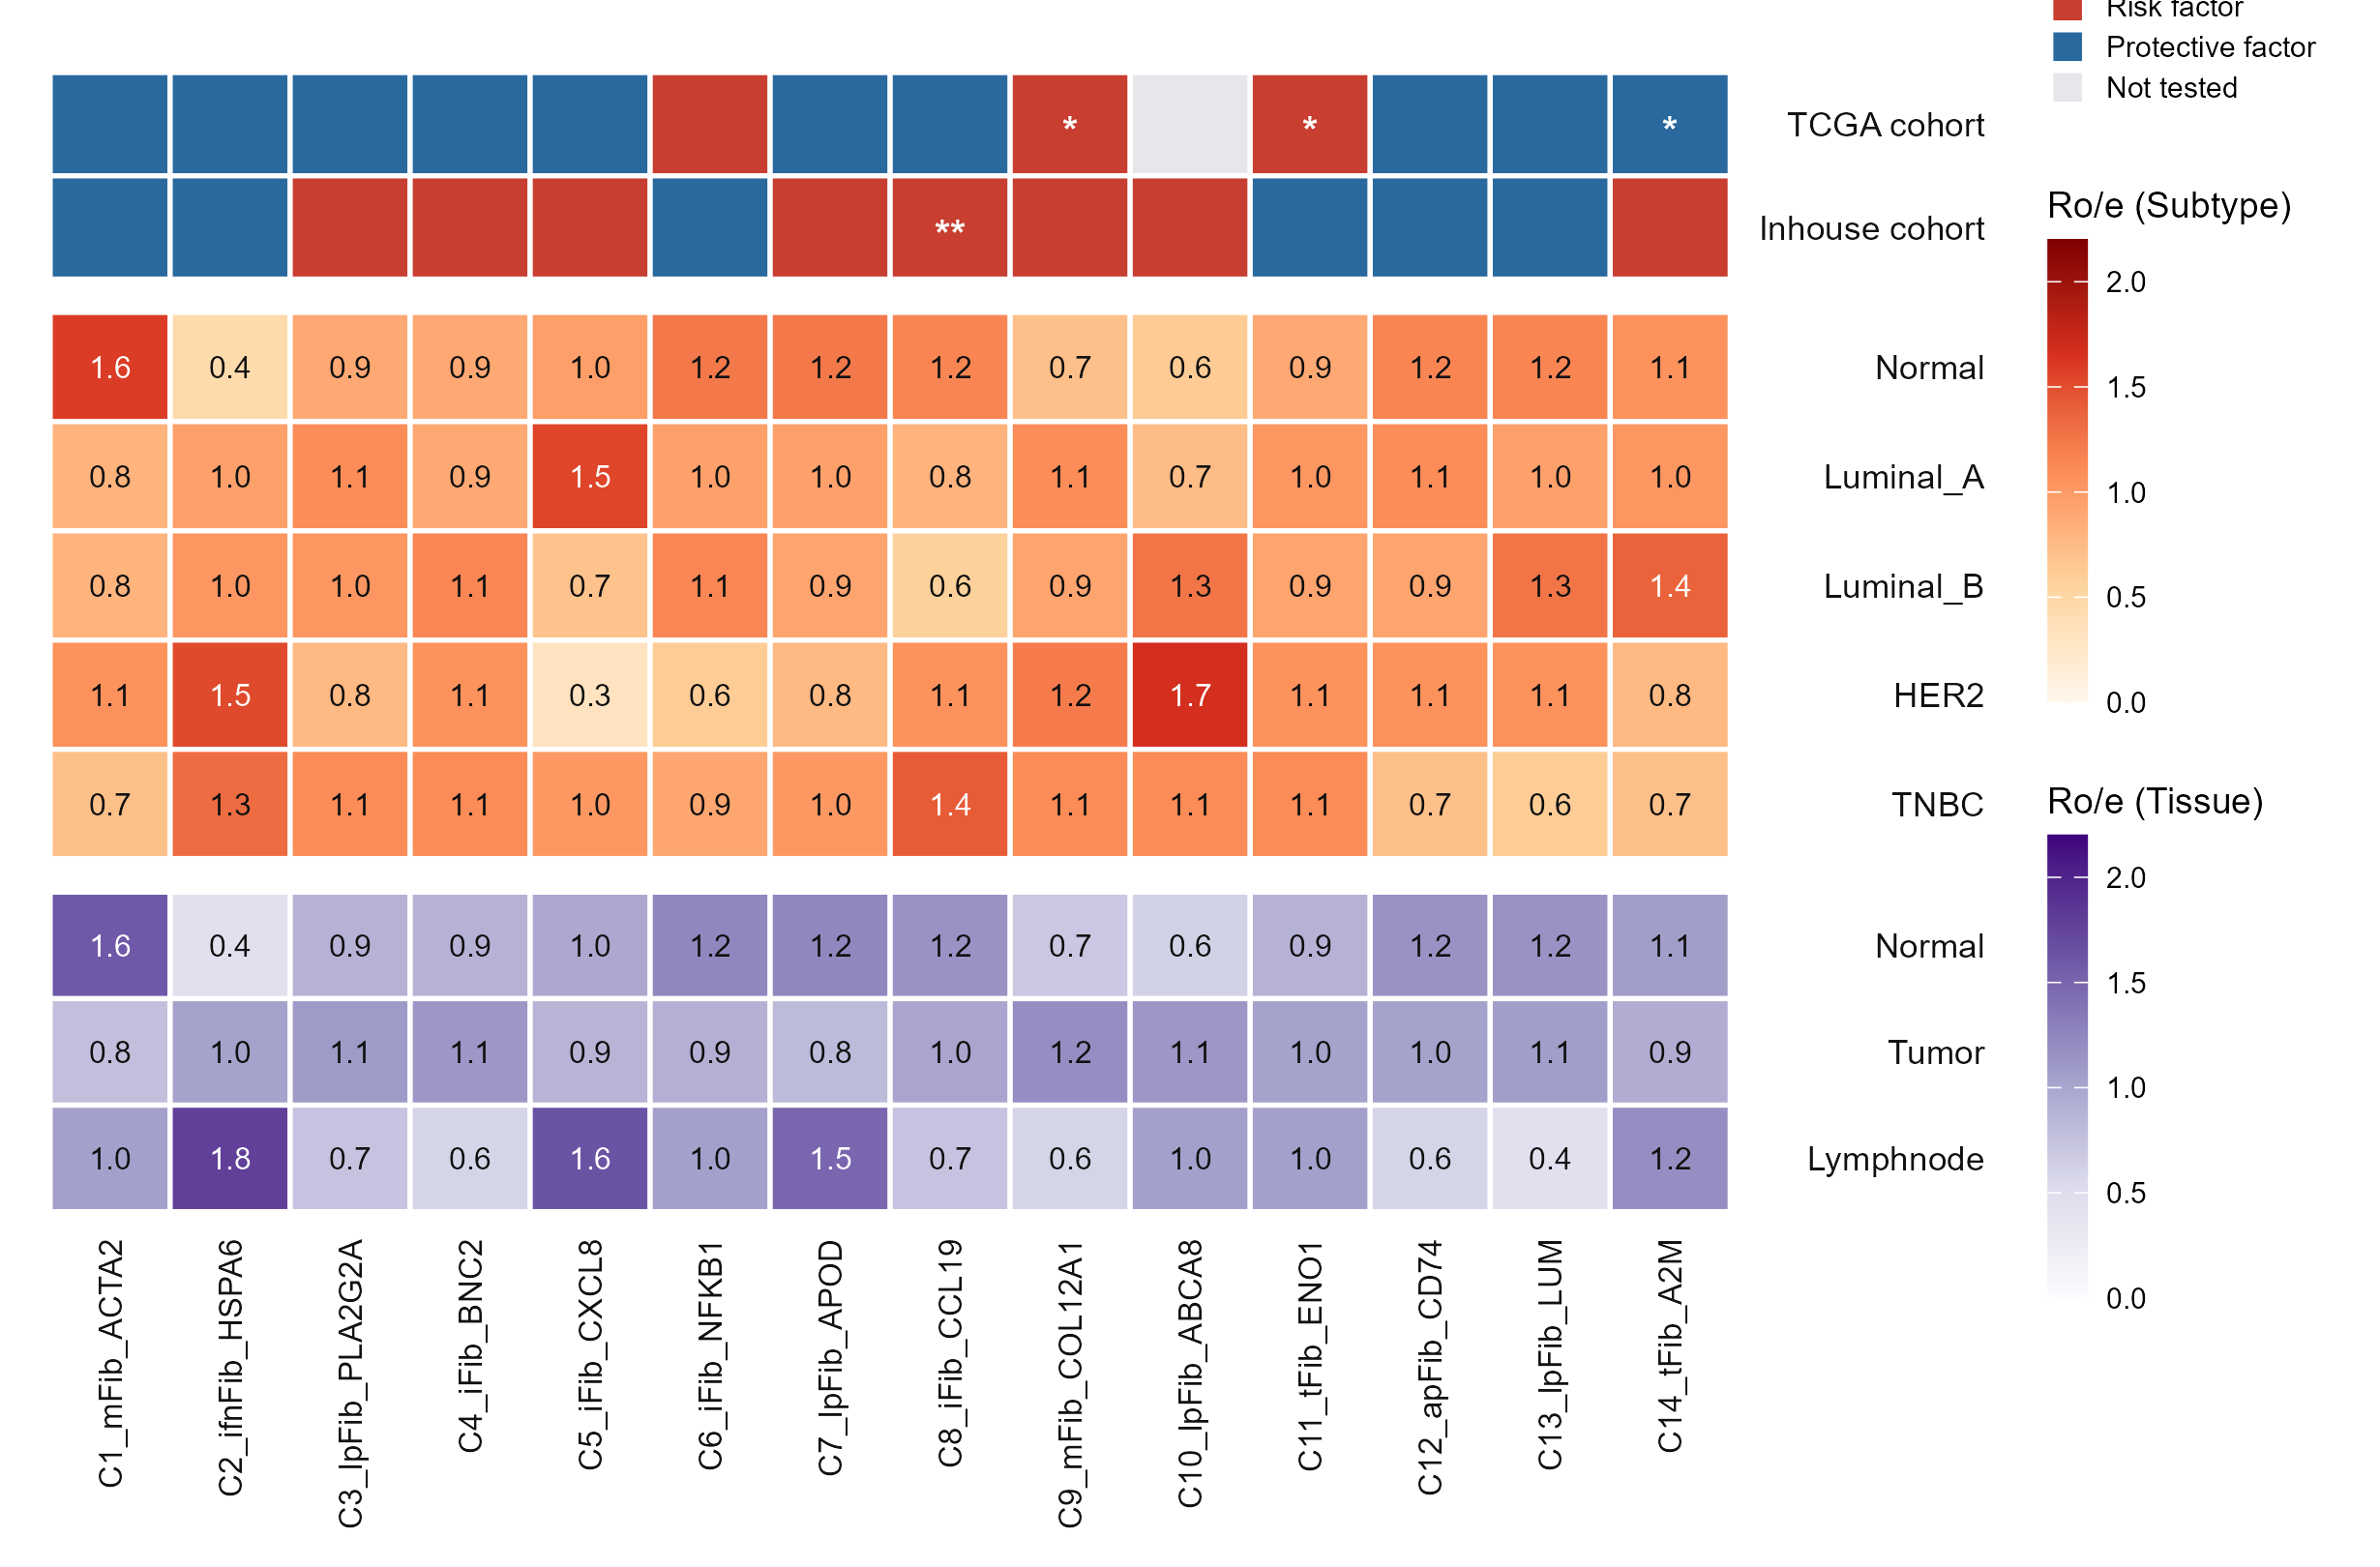 Risk factor
Protective factor
Not tested
* * * TCGA cohort
** Inhouse cohort
Ro/e (Subtype)
2.0
1.5
1.0
0.5
0.0
1.6 0.4 0.9 0.9 1.0 1.2 1.2 1.2 0.7 0.6 0.9 1.2 1.2 1.1 Normal
0.8 1.0 1.1 0.9 1.5 1.0 1.0 0.8 1.1 0.7 1.0 1.1 1.0 1.0 Luminal_A
0.8 1.0 1.0 1.1 0.7 1.1 0.9 0.6 0.9 1.3 0.9 0.9 1.3 1.4 Luminal_B
1.1 1.5 0.8 1.1 0.3 0.6 0.8 1.1 1.2 1.7 1.1 1.1 1.1 0.8 HER2
0.7 1.3 1.1 1.1 1.0 0.9 1.0 1.4 1.1 1.1 1.1 0.7 0.6 0.7 TNBC
Ro/e (Tissue)
2.0
1.5
1.0
0.5
0.0
1.6 0.4 0.9 0.9 1.0 1.2 1.2 1.2 0.7 0.6 0.9 1.2 1.2 1.1 Normal
0.8 1.0 1.1 1.1 0.9 0.9 0.8 1.0 1.2 1.1 1.0 1.0 1.1 0.9 Tumor
1.0 1.8 0.7 0.6 1.6 1.0 1.5 0.7 0.6 1.0 1.0 0.6 0.4 1.2 Lymphnode
C1_mFib_ACTA2
C2_ifnFib_HSPA6
C3_lpFib_PLA2G2A
C4_iFib_BNC2
C5_iFib_CXCL8
C6_iFib_NFKB1
C7_lpFib_APOD
C8_iFib_CCL19
C9_mFib_COL12A1
C10_lpFib_ABCA8
C11_tFib_ENO1
C12_apFib_CD74
C13_lpFib_LUM
C14_tFib_A2M